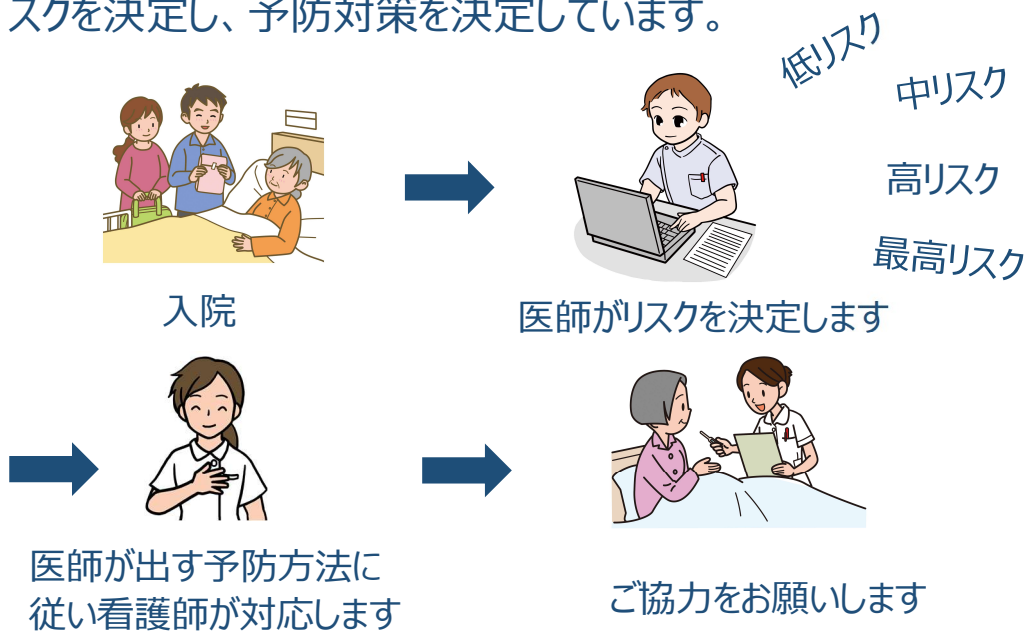 スクを決定し、予防対策を決定しています。
低リスク
中リスク
高リスク
最高リスク
入院
医師がリスクを決定します
医師が出す予防方法に
従い看護師が対応します
ご協力をお願いします